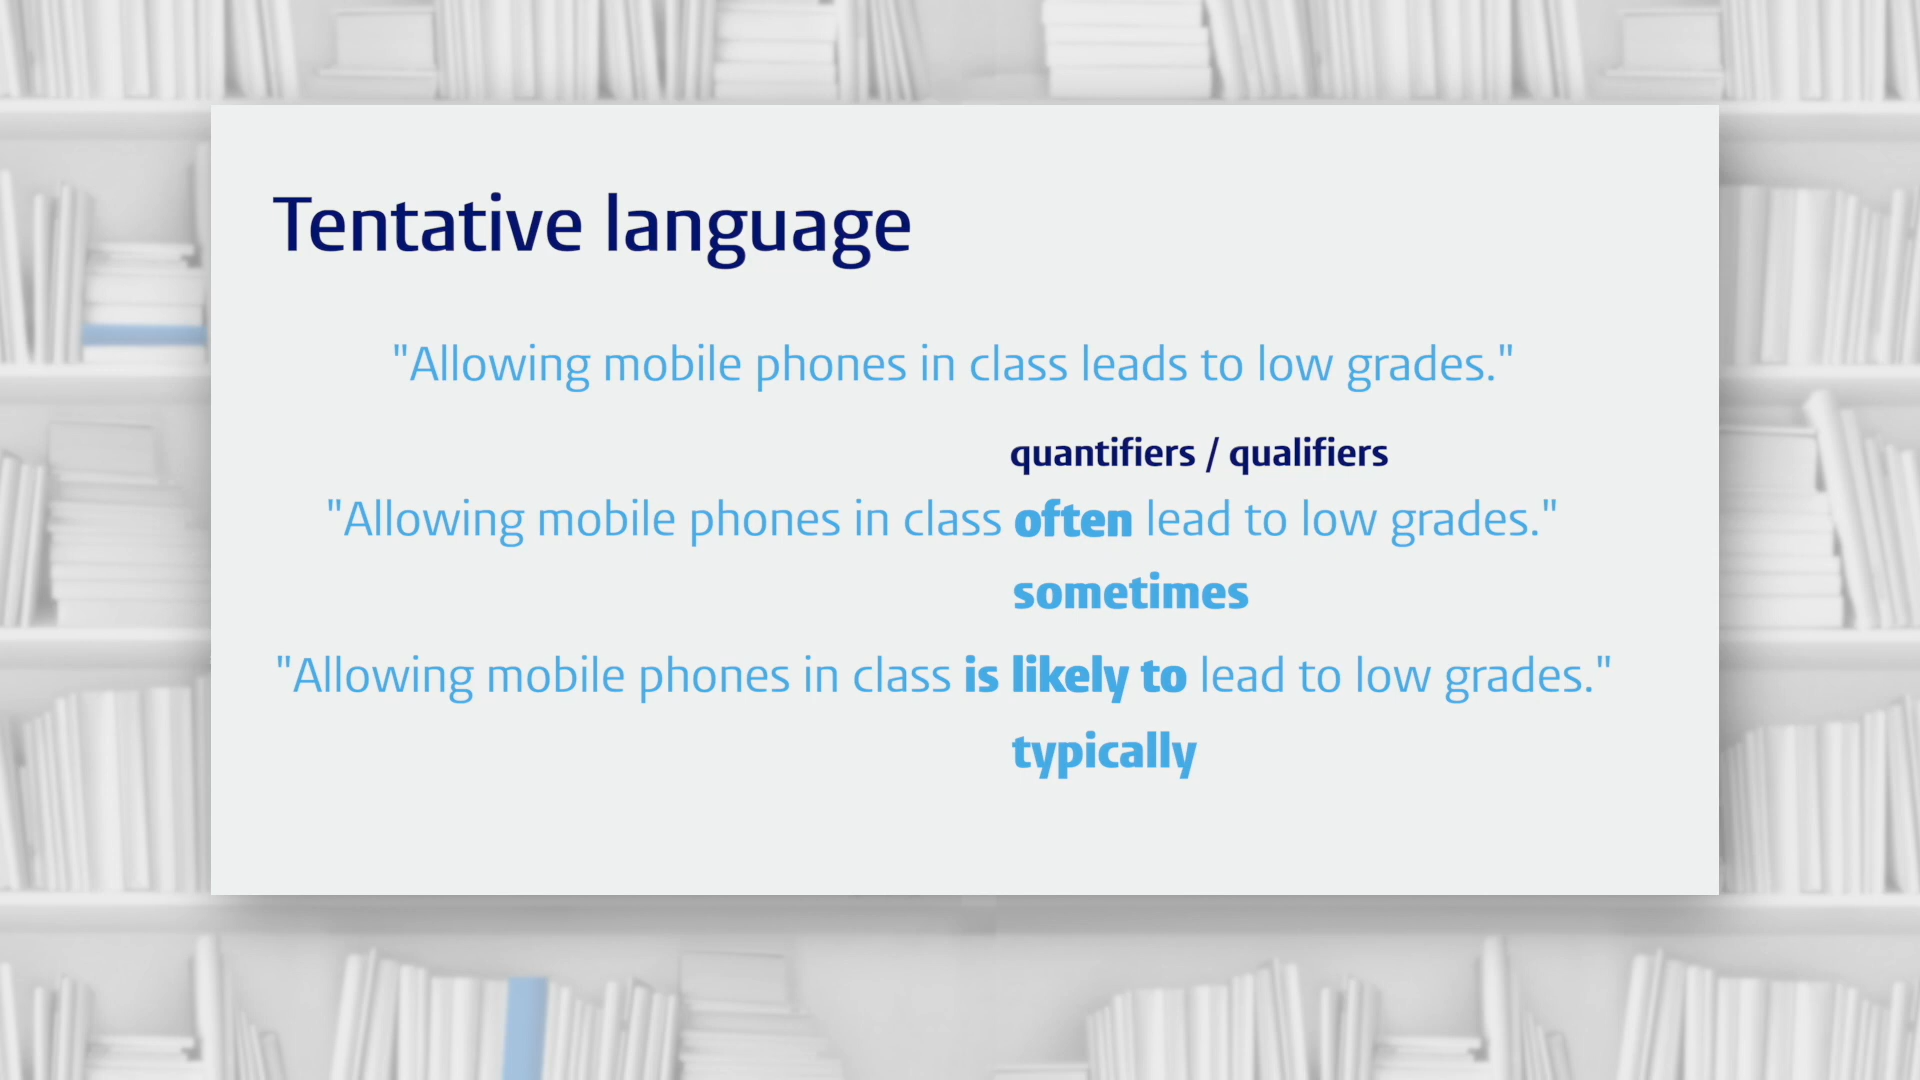 Tentative language
"Allowing mobile phones in class leads to low grades."
quantifiers / qualifiers
"Allowing mobile phones in class often lead to low grades."
sometimes
"Allowing mobile phones in class is likely to lead to low grades."
typically